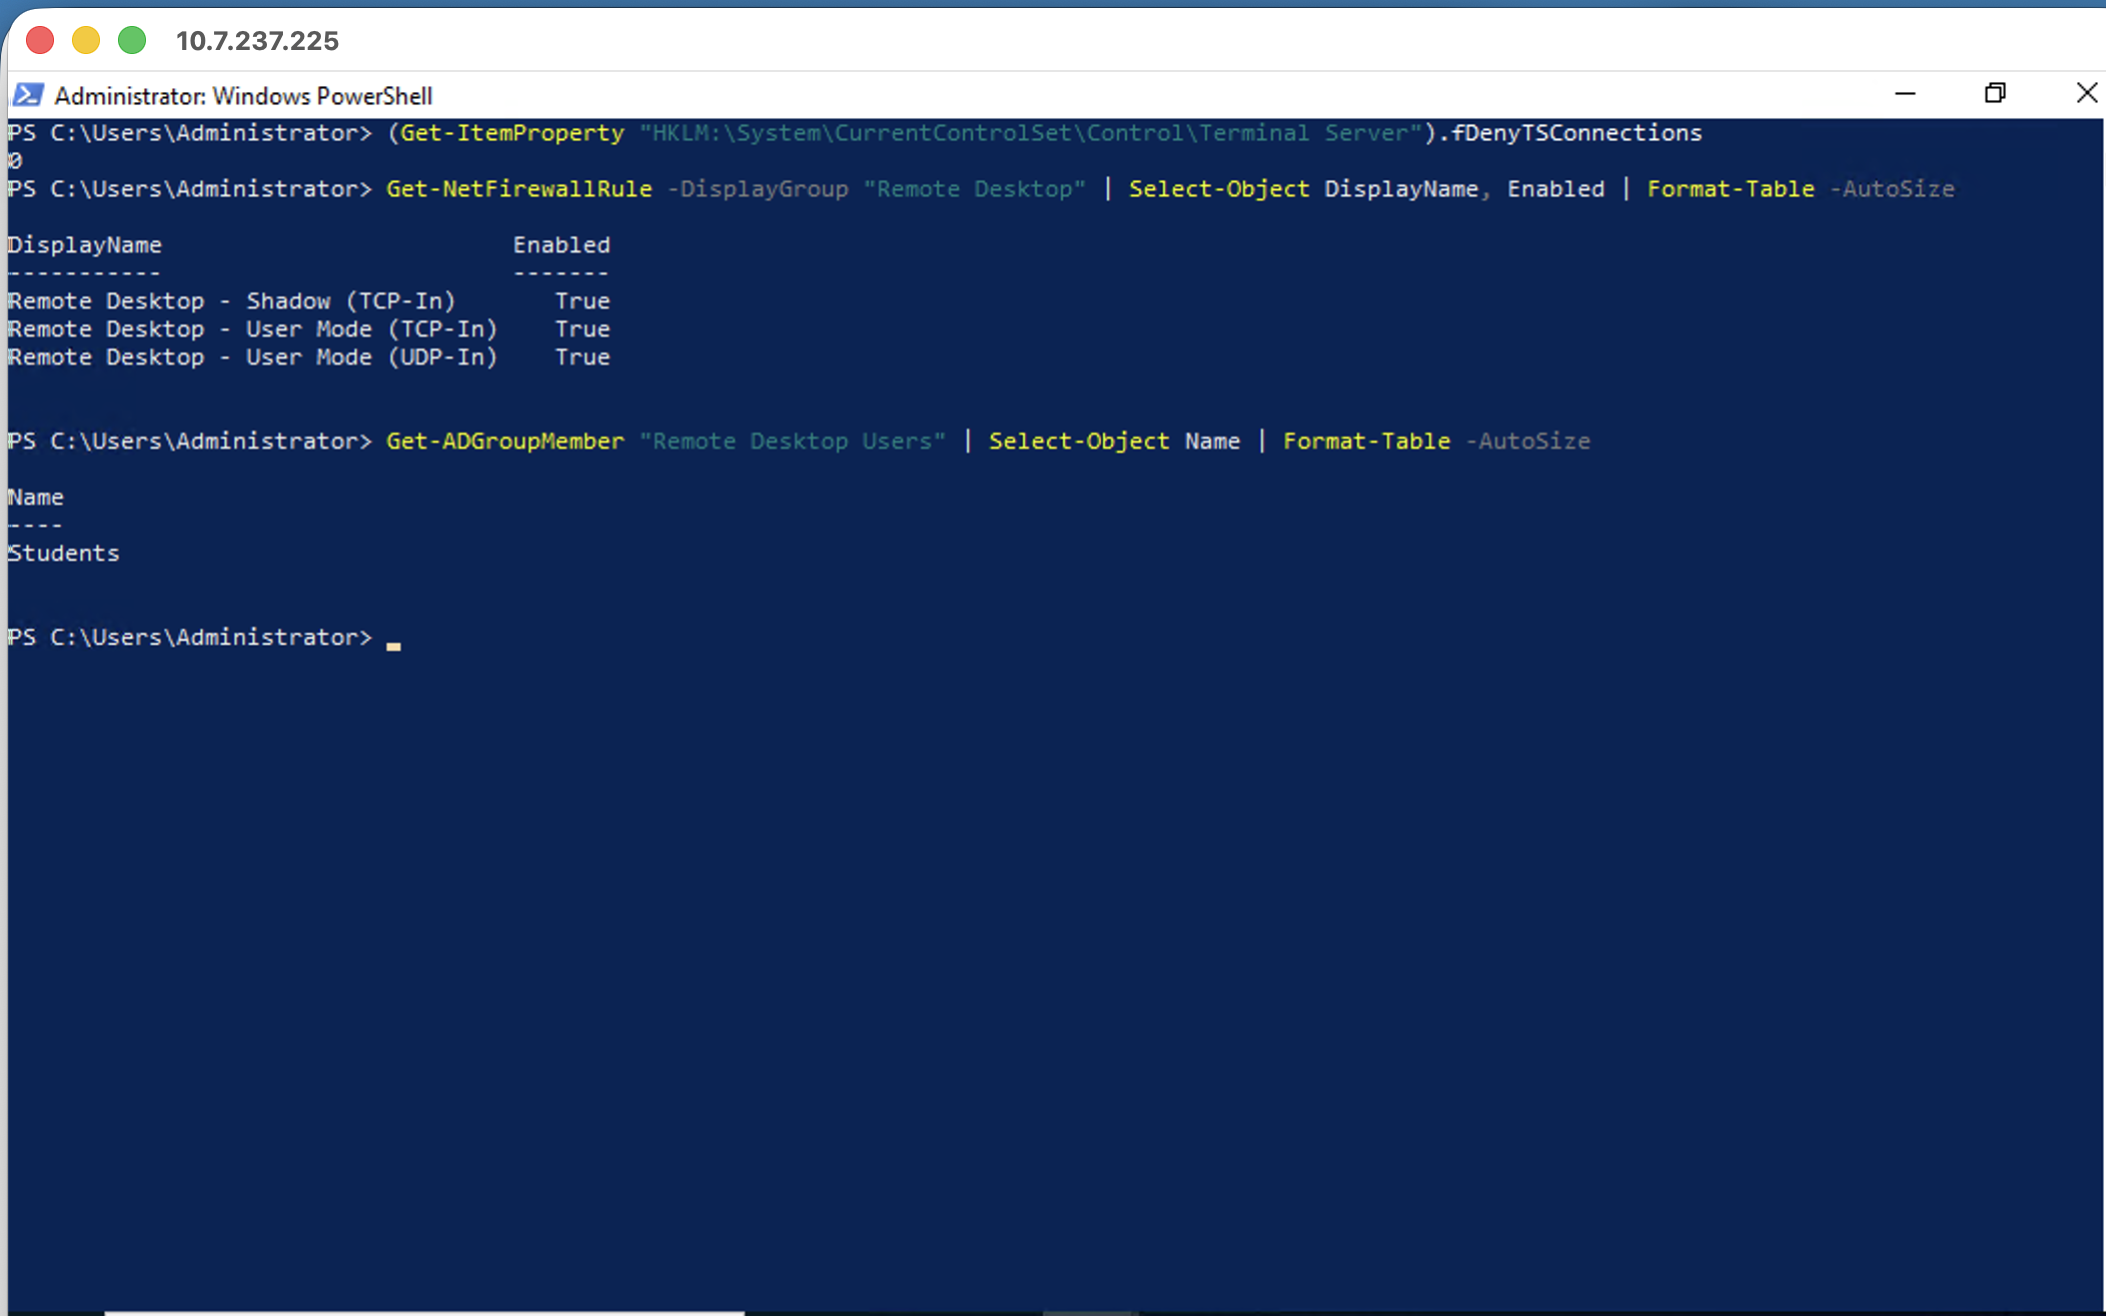 10.7.237.225
Administrator: Windows PowerShell
PS C:\Users\Administrator> (Get-ItemProperty "HKLM:\System\CurrentControlSet\Control\Terminal Server").fDenyTSConnections
0
PS C:\Users\Administrator> Get-NetFirewallRule -DisplayGroup "Remote Desktop" | Select-Object DisplayName, Enabled | Format-Table -AutoSize
DisplayName                         Enabled
-----------                         -------
Remote Desktop - Shadow (TCP-In)       True
Remote Desktop - User Mode (TCP-In)    True
Remote Desktop - User Mode (UDP-In)    True
PS C:\Users\Administrator> Get-ADGroupMember "Remote Desktop Users" | Select-Object Name | Format-Table -AutoSize
Name
----
Students
PS C:\Users\Administrator>